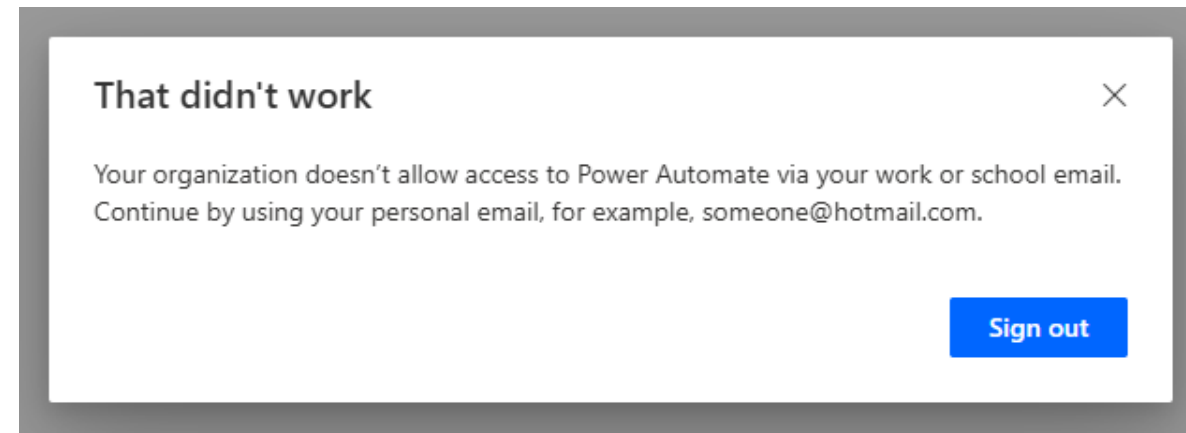 That didn't work
Your organization doesn’t allow access to Power Automate via your work or school email.
Continue by using your personal email, for example, someone@hotmail.com.
Sign out